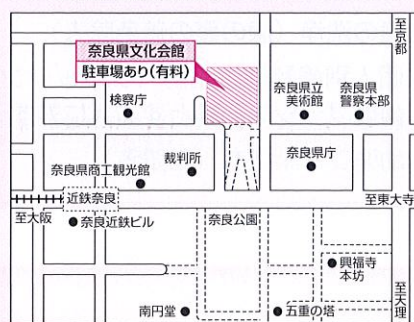 至京都
奈良県文化会館
駐車場あり(有料)
検察庁
奈良県立
美術館
奈良県
警察本部
奈良県商工観光館
裁判所
奈良県庁
近鉄奈良
至大阪
奈良近鉄ビル
奈良公園
至東大寺
興福寺
本坊
至天理
南円堂
五重の塔